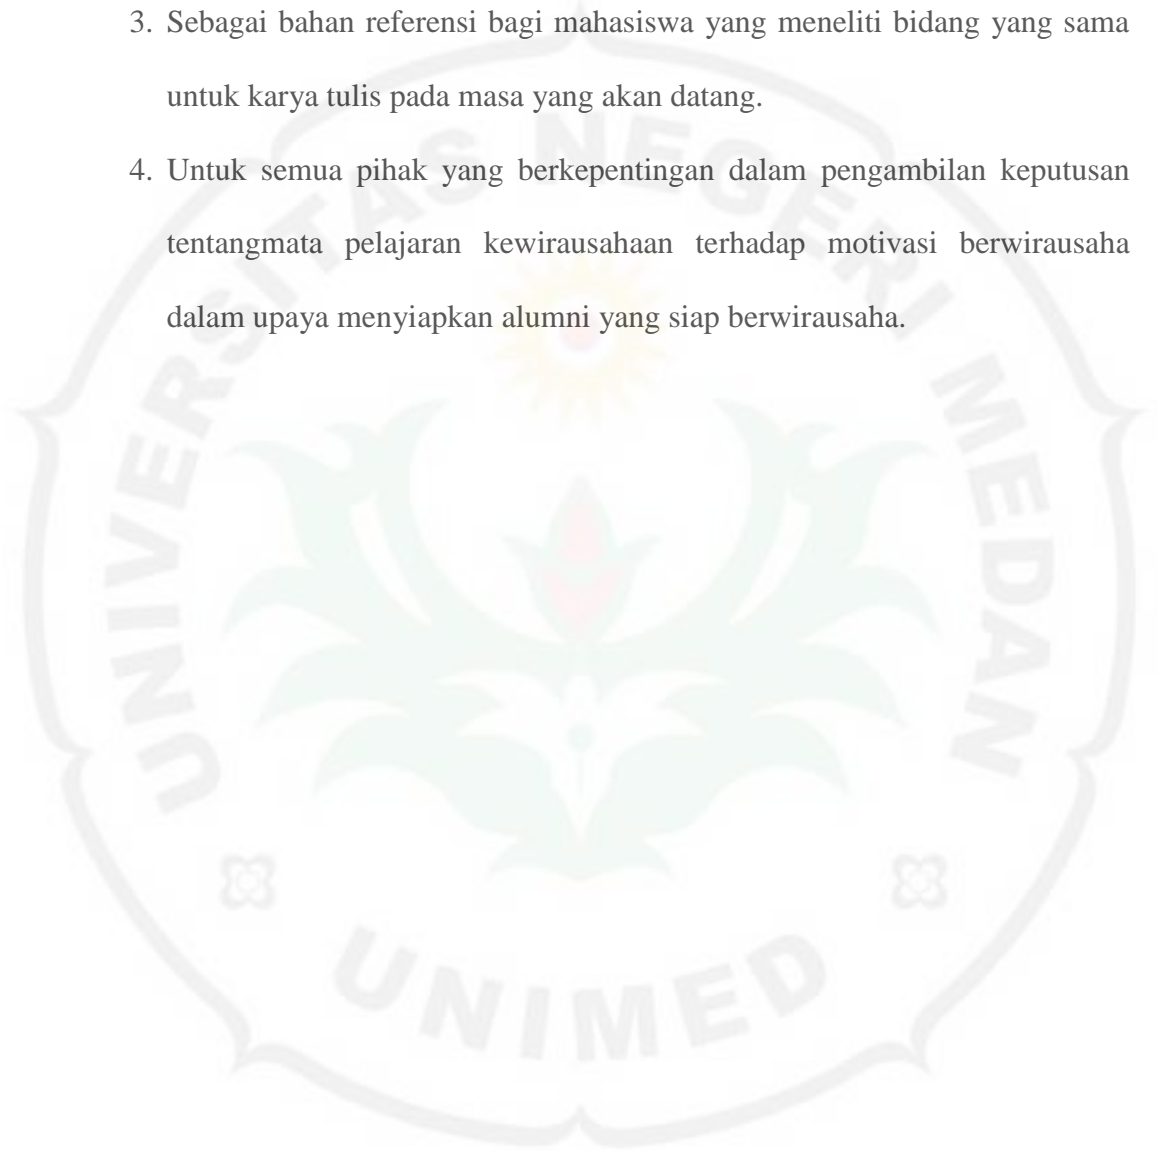 3. Sebagai bahan referensi bagi mahasiswa yang meneliti bidang yang sama
untuk karya tulis pada masa yang akan datang.
4. Untuk semua pihak yang berkepentingan dalam pengambilan keputusan
tentangmata pelajaran kewirausahaan terhadap motivasi berwirausaha
dalam upaya menyiapkan alumni yang siap berwirausaha.
UNIVERSITAS NEGERI MEDAN
UNIMED